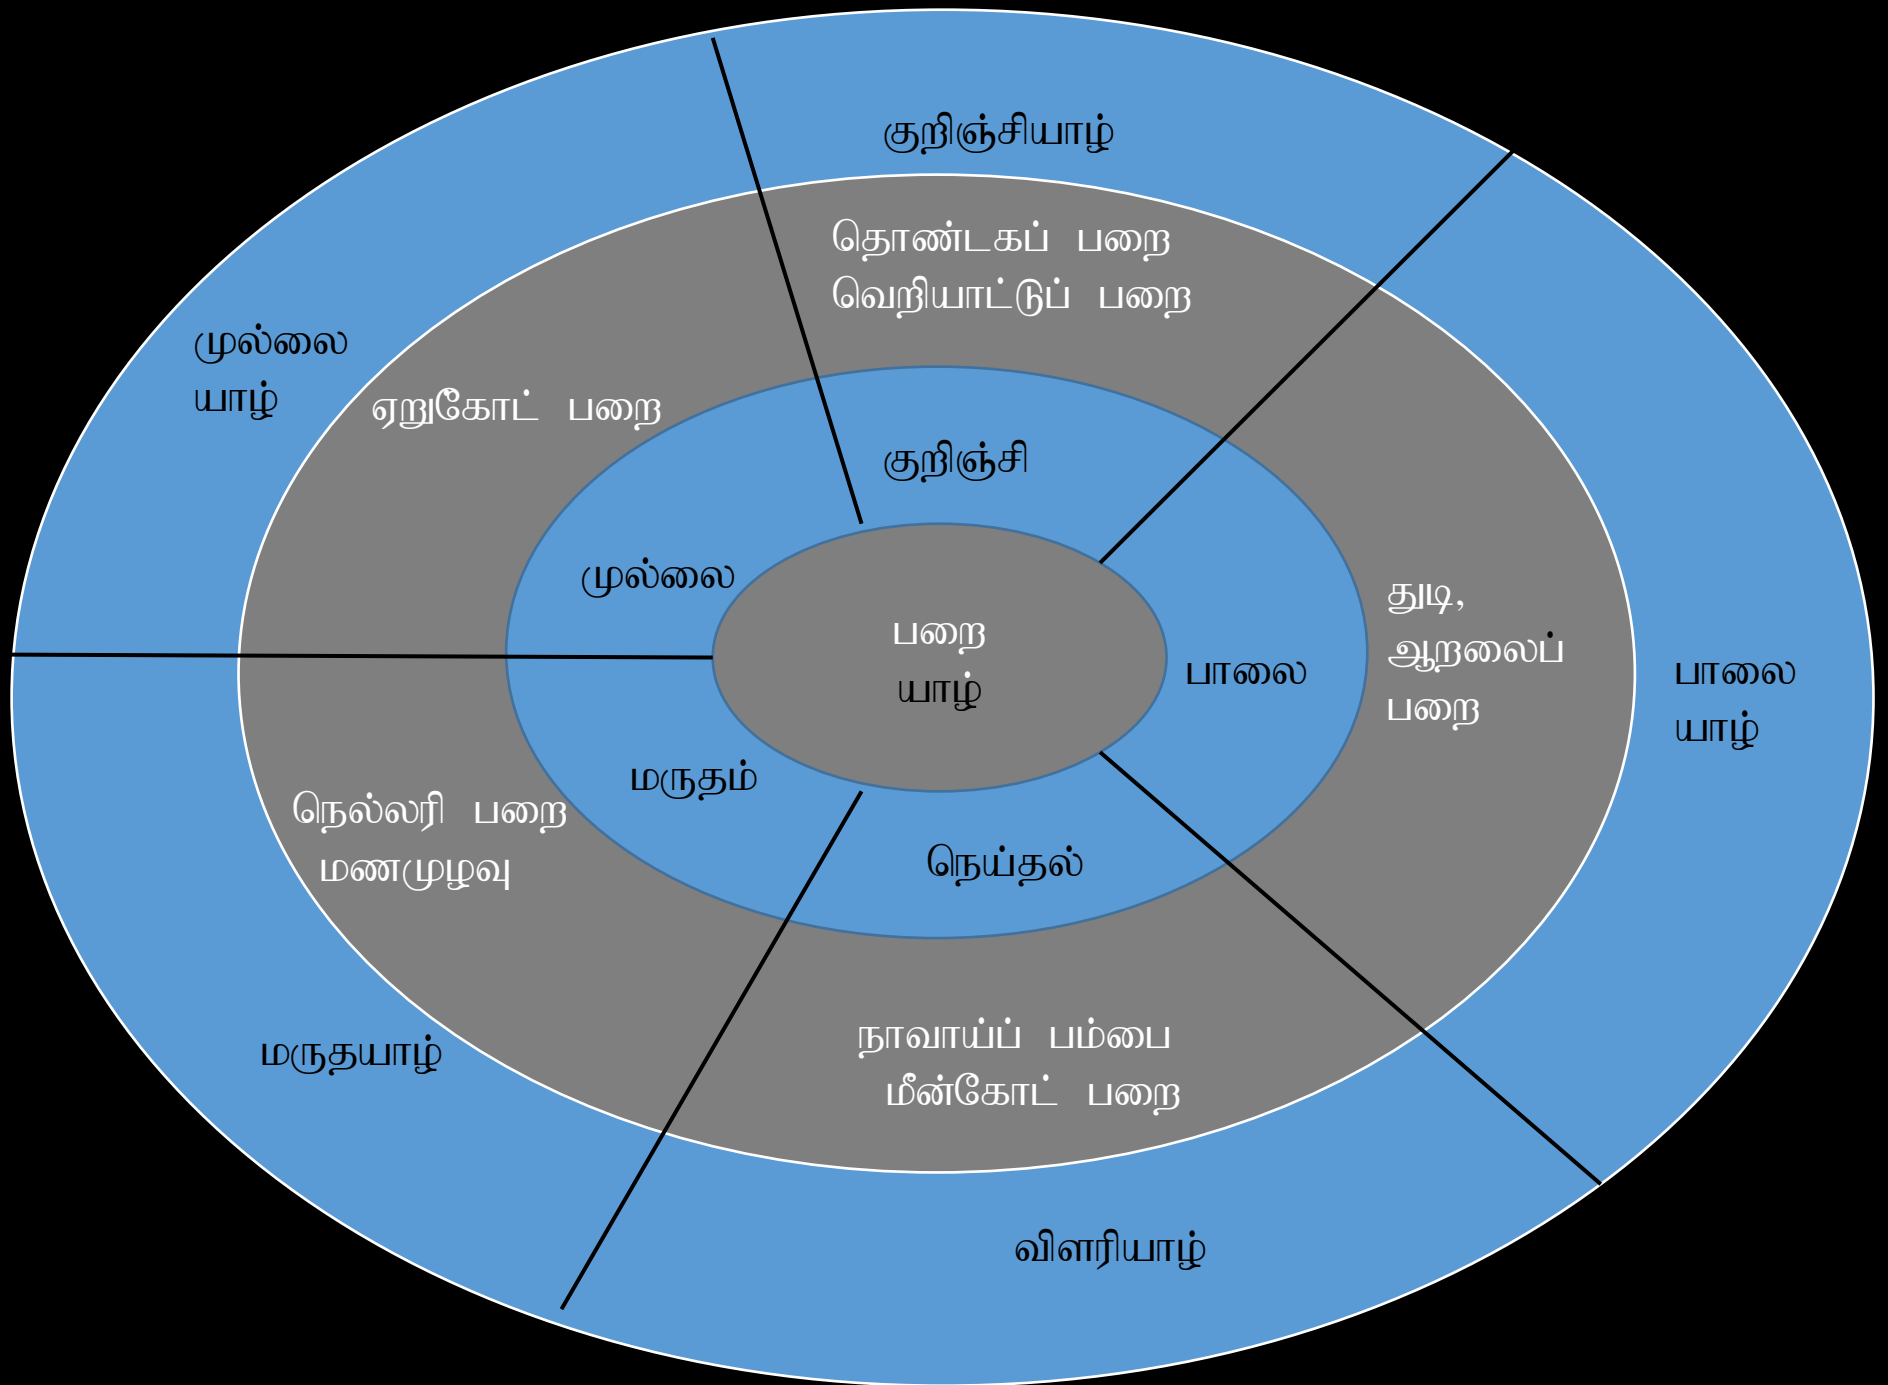 குறிஞ்சியாழ்
தொண்டகப் பறை
வெறியாட்டுப் பறை
முல்லை
யாழ்
ஏறுகோட் பறை
குறிஞ்சி
முல்லை
பறை
யாழ்
பாலை
துடி,
ஆறலைப்
பறை
பாலை
யாழ்
மருதம்
நெல்லரி பறை
மணமுழவு
நெய்தல்
மருதயாழ்
நாவாய்ப் பம்பை
மீன்கோட் பறை
விளரியாழ்